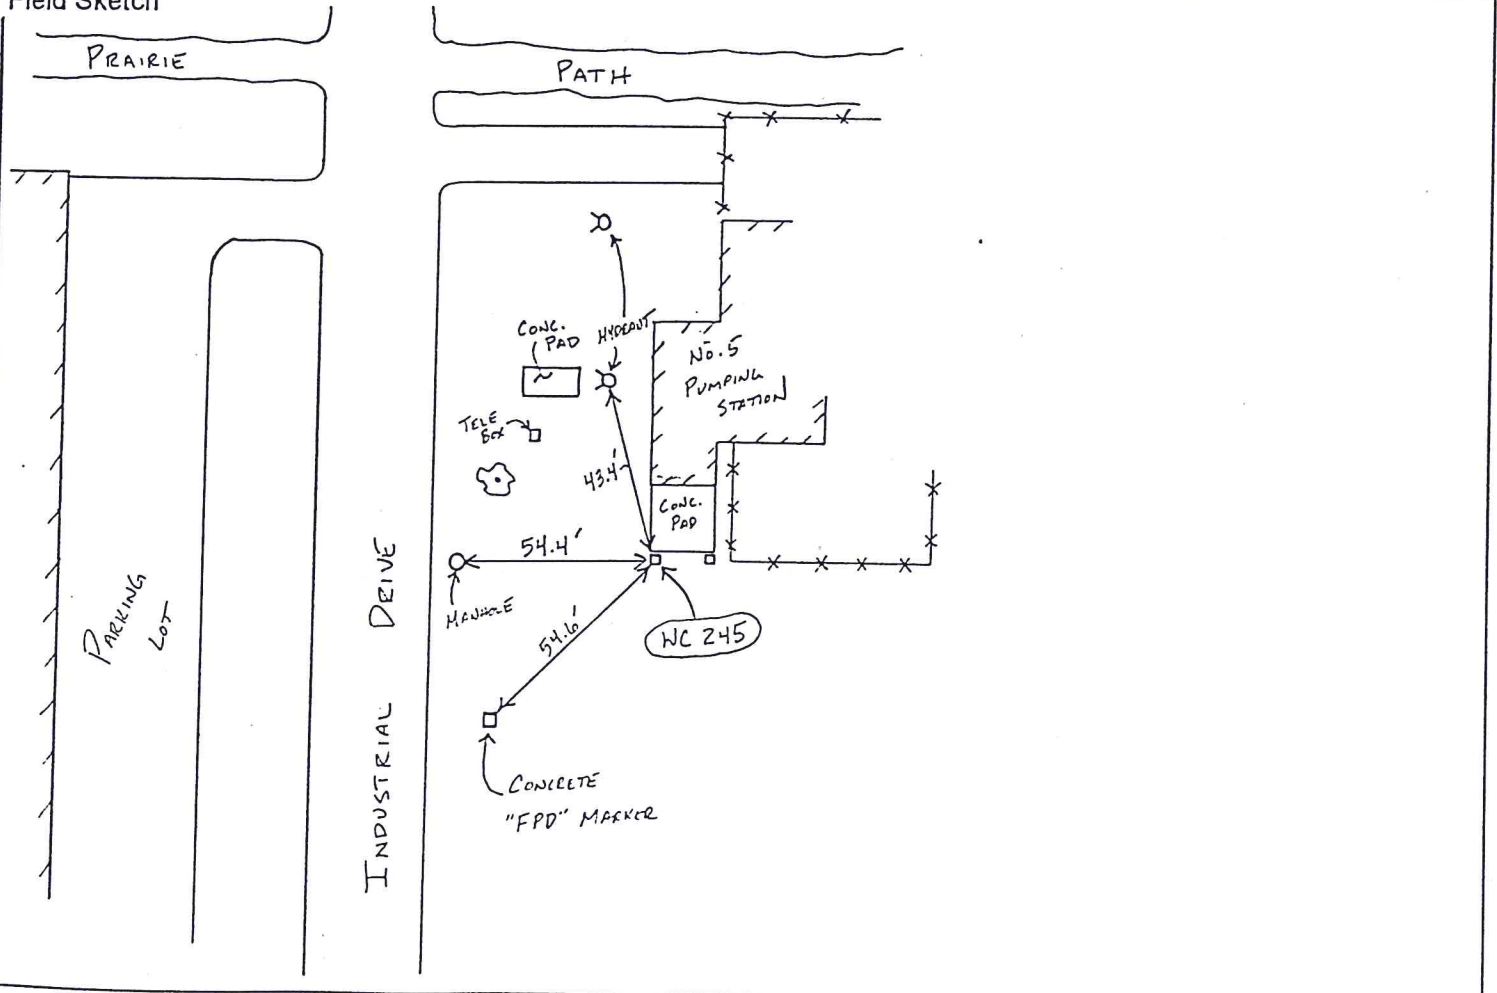 Field Sketch
PRAIRIE
PATH
CONC.
PAD
HYDRANT
No. 5
PUMPING
STATION
TELE
BOX
43.4'
CONC.
PAD
54.4'
MANHOLE
54.6'
WC 245
PARKING
LOT
INDUSTRIAL DRIVE
CONCRETE
"FPD" MARKER